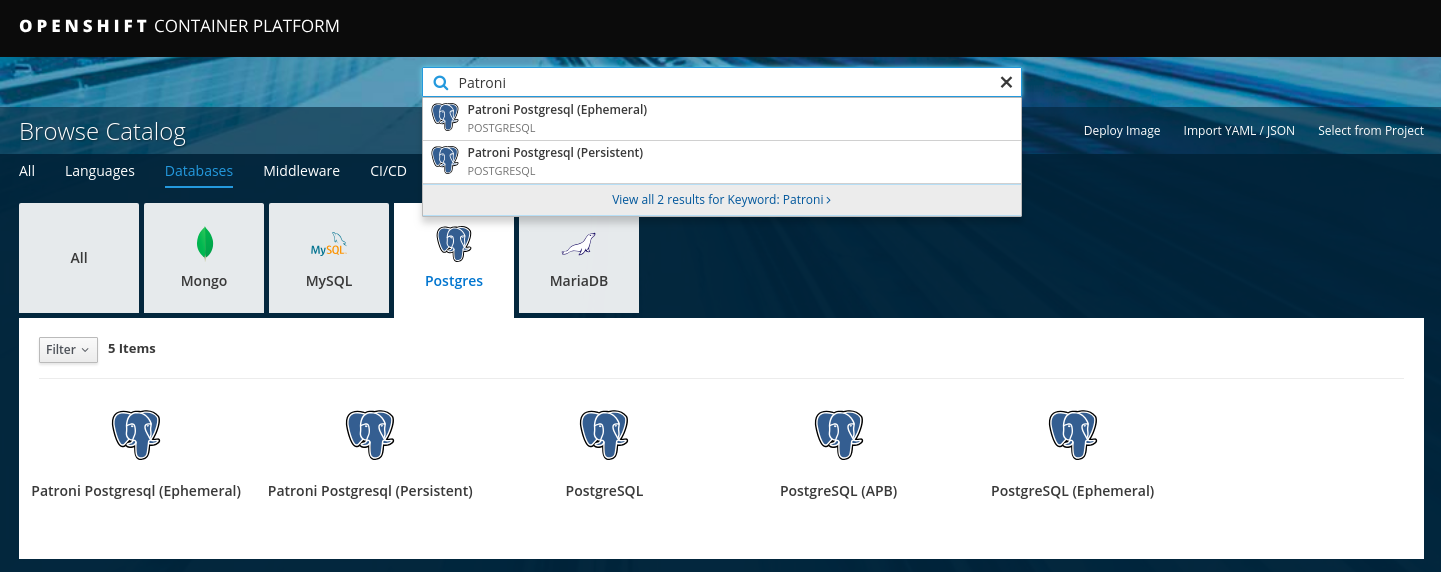 OPENSHIFT CONTAINER PLATFORM
Patroni
Patroni Postgresql (Ephemeral)
POSTGRESQL
Patroni Postgresql (Persistent)
POSTGRESQL
View all 2 results for Keyword: Patroni
Browse Catalog
Deploy Image Import YAML / JSON Select from Project
All Languages Databases Middleware CI/CD
All
Mongo
MySQL
MySQL
Postgres
MariaDB
Filter 5 Items
Patroni Postgresql (Ephemeral)
Patroni Postgresql (Persistent)
PostgreSQL
PostgreSQL (APB)
PostgreSQL (Ephemeral)